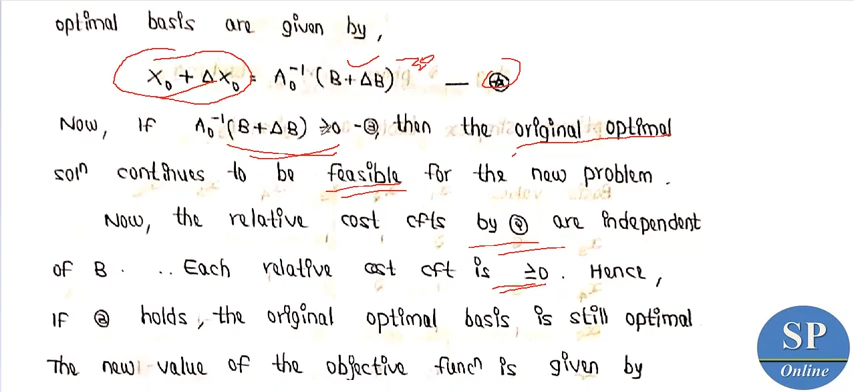 optimal basis are given by,
X₀ + ΔX₀ = A₀⁻¹ (B + ΔB) —
Now, If A₀⁻¹(B + ΔB) ≥ 0 - ③, then the original optimal
solⁿ continues to be feasible for the new problem.
Now, the relative cost cfts by ② are independent
of B. ∴ Each relative cost cft is ≥0. Hence,
If ③ holds, the original optimal basis is still optimal
The new value of the objective funcⁿ is given by
SP
Online